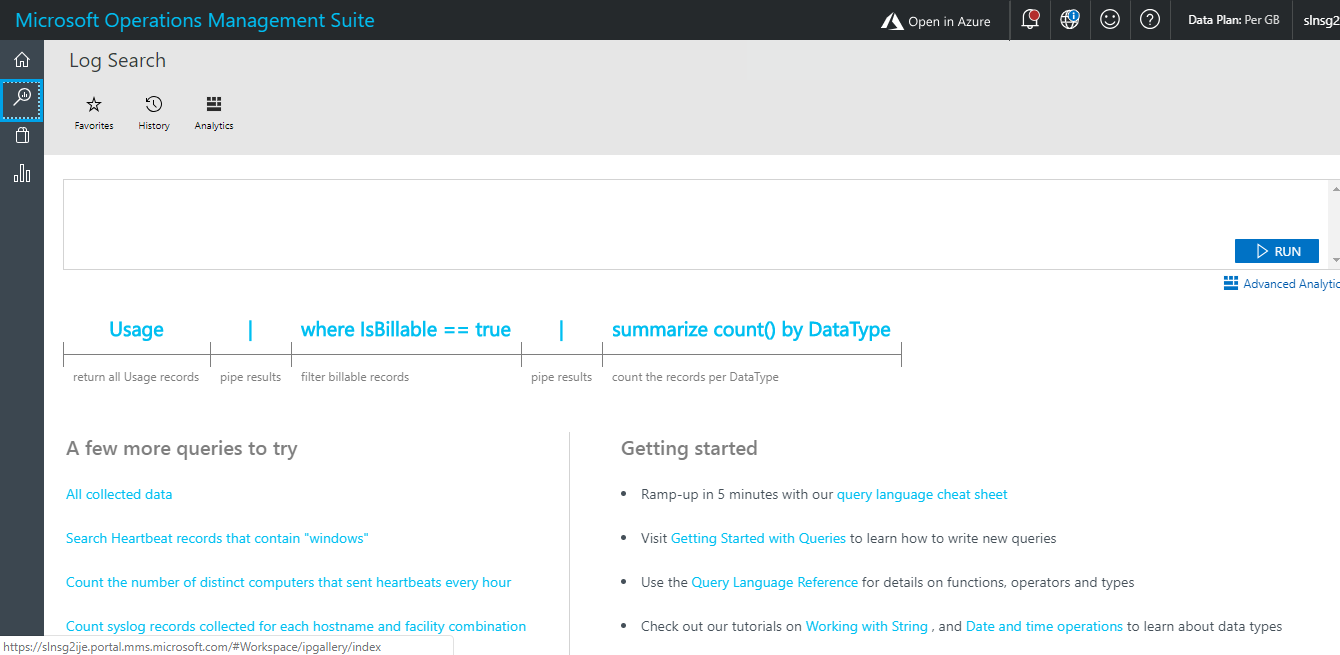 Microsoft Operations Management Suite
Open in Azure
Data Plan: Per GB
slnsg2
Log Search
Favorites
History
Analytics
RUN
Advanced Analytic
Usage | where IsBillable == true | summarize count() by DataType
return all Usage records pipe results filter billable records pipe results count the records per DataType
A few more queries to try
All collected data
Search Heartbeat records that contain "windows"
Count the number of distinct computers that sent heartbeats every hour
Count syslog records collected for each hostname and facility combination
Getting started
• Ramp-up in 5 minutes with our query language cheat sheet
• Visit Getting Started with Queries to learn how to write new queries
• Use the Query Language Reference for details on functions, operators and types
• Check out our tutorials on Working with String , and Date and time operations to learn about data types
https://slnsg2ije.portal.mms.microsoft.com/#Workspace/ipgallery/index